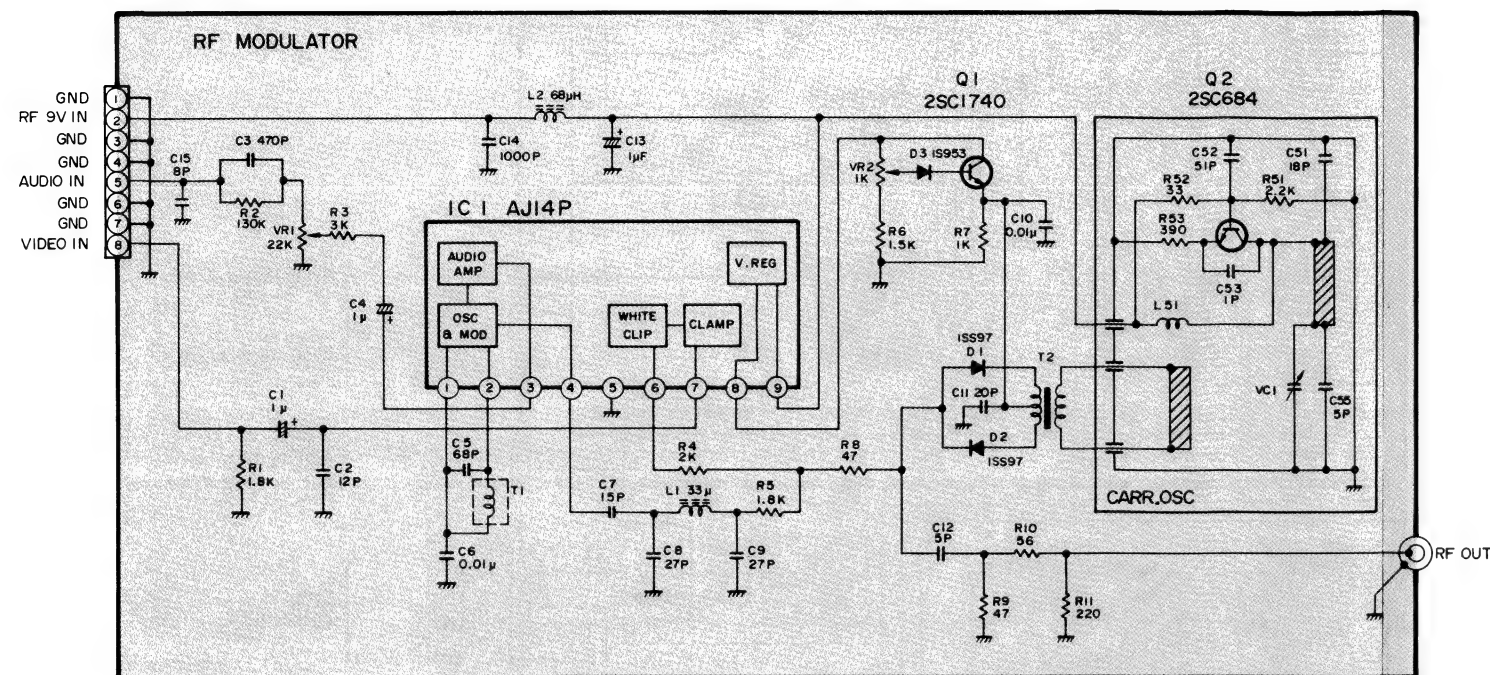 RF MODULATOR
GND 1
RF 9V IN 2
GND 3
GND 4
AUDIO IN 5
GND 6
GND 7
VIDEO IN 8
C15
8P
C3 470P
R2
130K
VR1
22K
R3
3K
C4
1μ
+
L2 68μH
C14
1000P
+
C13
1μF
IC1 AJ14P
AUDIO
AMP
OSC
& MOD
WHITE
CLIP
CLAMP
V.REG
1 2 3 4 5 6 7 8 9
C1
1μ
+
R1
1.8K
C2
12P
C5
68P
T1
C6
0.01μ
C7
15P
L1 33μ
C8
27P
C9
27P
R4
2K
R5
1.8K
R8
47
Q1
2SC1740
VR2
1K
D3 1S953
R6
1.5K
R7
1K
C10
0.01μ
1SS97
D1
C11 20P
D2
1SS97
T2
C12
5P
R10
56
R9
47
R11
220
Q2
2SC684
C52
51P
C51
18P
R52
33
R51
2.2K
R53
390
C53
1P
L51
VC1
C55
5P
CARR.OSC
RF OUT